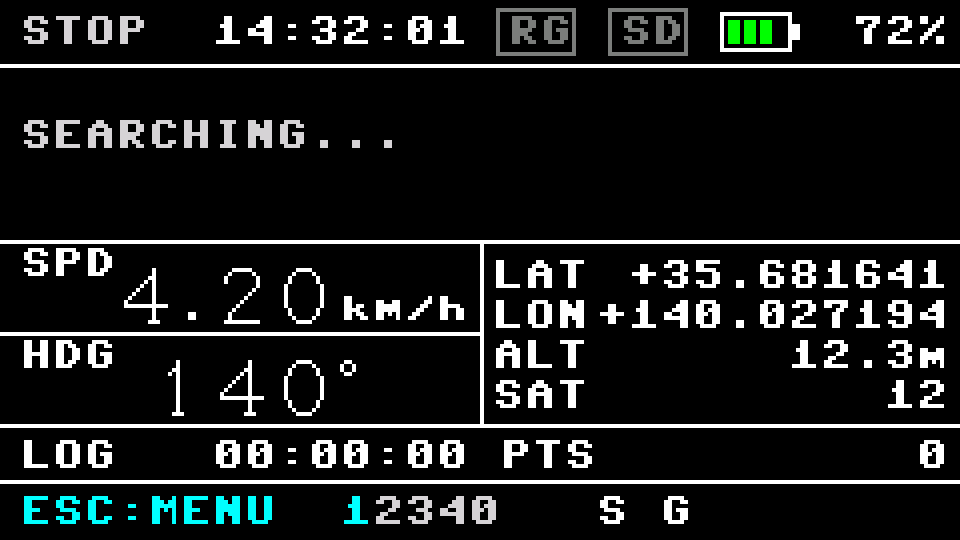 STOP 14:32:01 RG SD 72%
SEARCHING...
SPD 4.20 km/h
HDG 140°
LAT +35.681641
LON +140.027194
ALT 12.3m
SAT 12
LOG 00:00:00 PTS 0
ESC:MENU 12340 S G